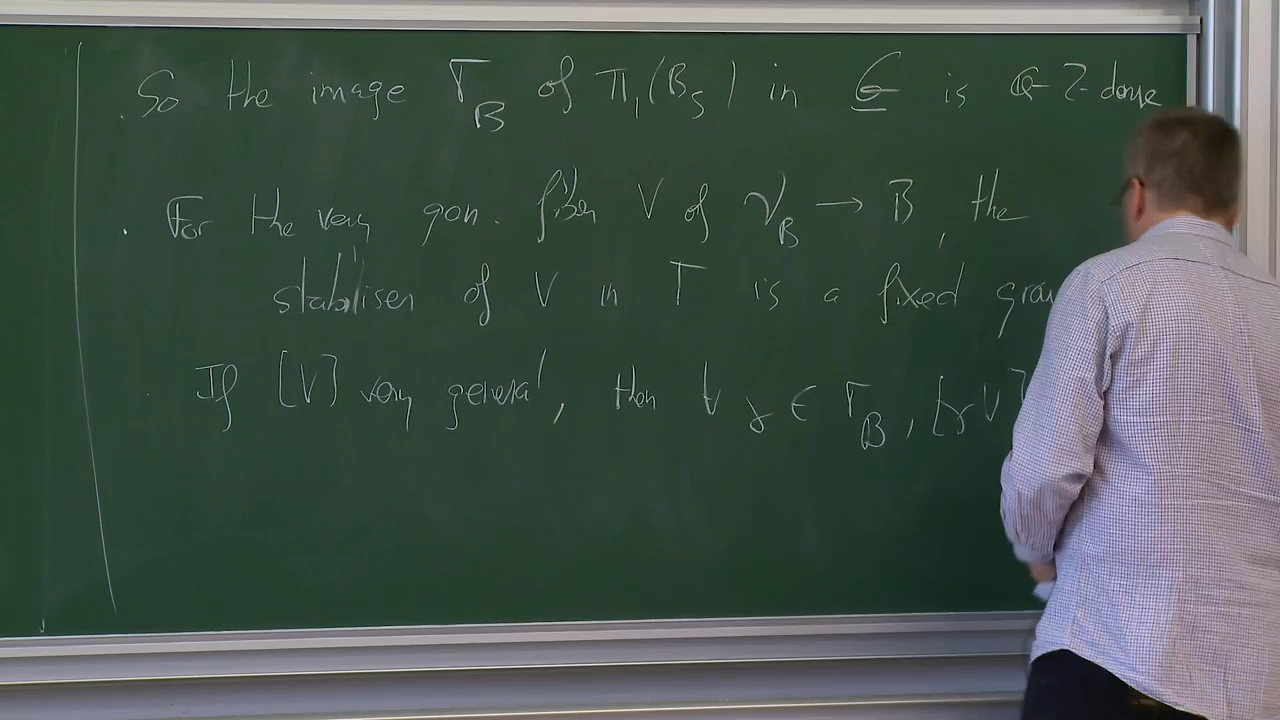 . So the image Γ_B of π₁(B_S) in G is Q-Z-dense
. For the very gen. fiber V of 𝒱_B → B, the
stabiliser of V in Γ is a fixed
. If [V] very general, then ∀ γ ∈ Γ_B, [γV]